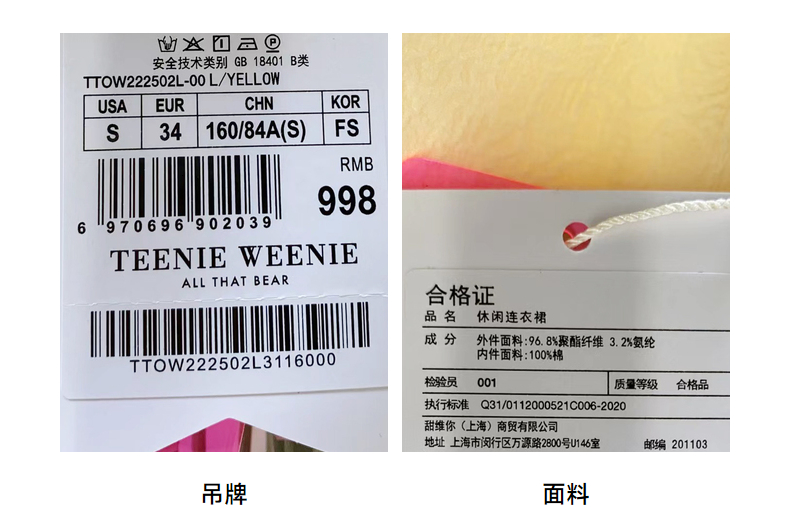 安全技术类别 GB 18401 B类
TTOW222502L-00 L/YELLOW
USA EUR CHN KOR
S 34 160/84A(S) FS
RMB
998
6 970696 902039
TEENIE WEENIE
ALL THAT BEAR
TTOW222502L3116000
吊牌
合格证
品 名 休闲连衣裙
成 分 外件面料:96.8%聚酯纤维 3.2%氨纶
内件面料:100%棉
检验员 001 质量等级 合格品
执行标准 Q31/0112000521C006-2020
甜维你（上海）商贸有限公司
地址 上海市闵行区万源路2800号U146室 邮编 201103
面料